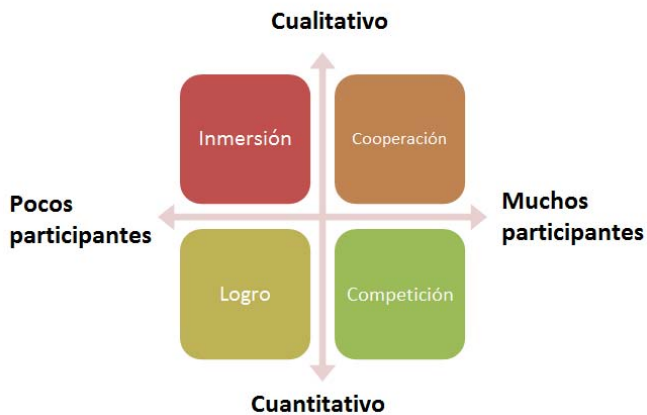 Cualitativo
Inmersión
Cooperación
Pocos
participantes
Muchos
participantes
Logro
Competición
Cuantitativo